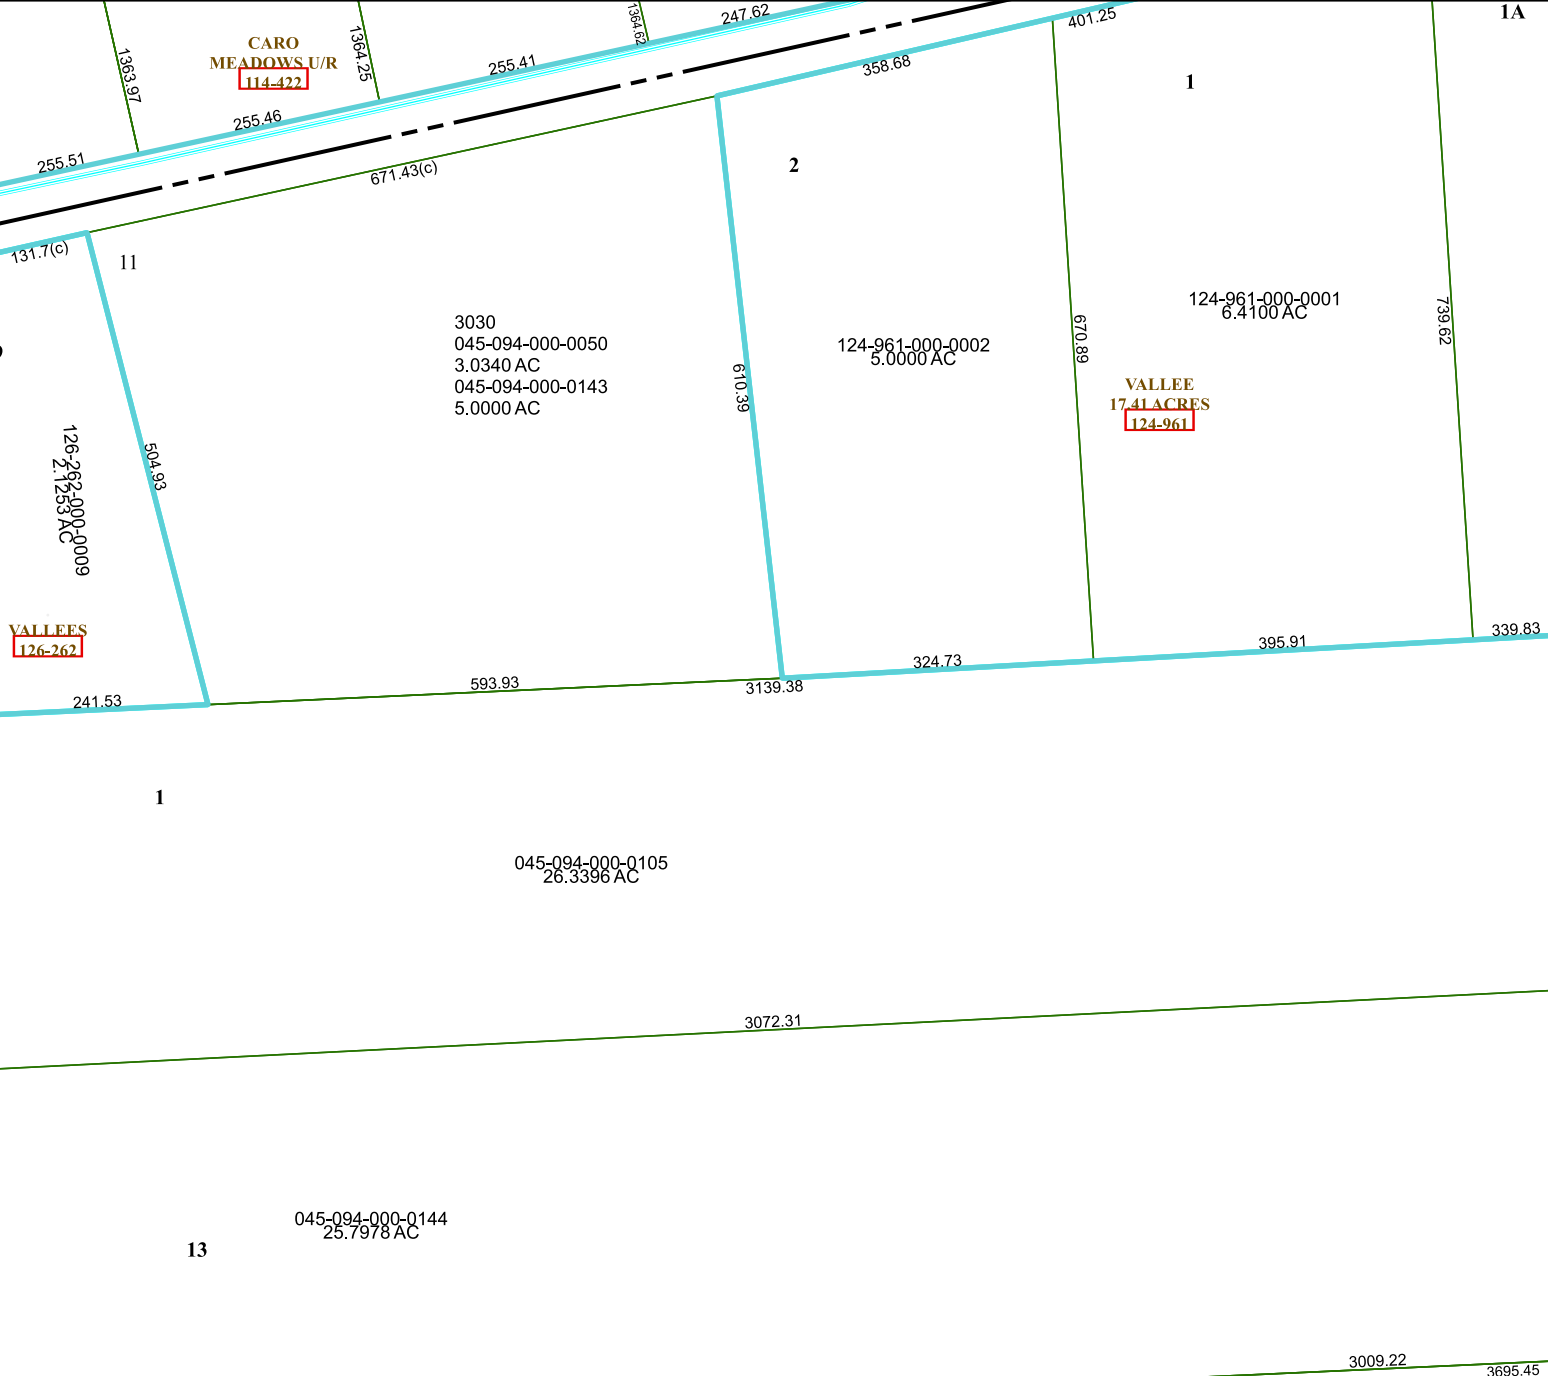 1A
247.62
401.25
1364.62
CARO
MEADOWS U/R
114-422
1363.97
1364.25
255.41
358.68
1
255.46
255.51
671.43(c)
2
131.7(c)
11
124-961-000-0001
6.4100 AC
3030
045-094-000-0050
3.0340 AC
045-094-000-0143
5.0000 AC
124-961-000-0002
5.0000 AC
670.89
739.62
610.39
VALLEE
17.41 ACRES
124-961
504.93
126-262-000-0009
2.1253 AC
VALLEES
126-262
339.83
395.91
324.73
593.93
3139.38
241.53
1
045-094-000-0105
26.3396 AC
3072.31
045-094-000-0144
25.7978 AC
13
3009.22
3695.45